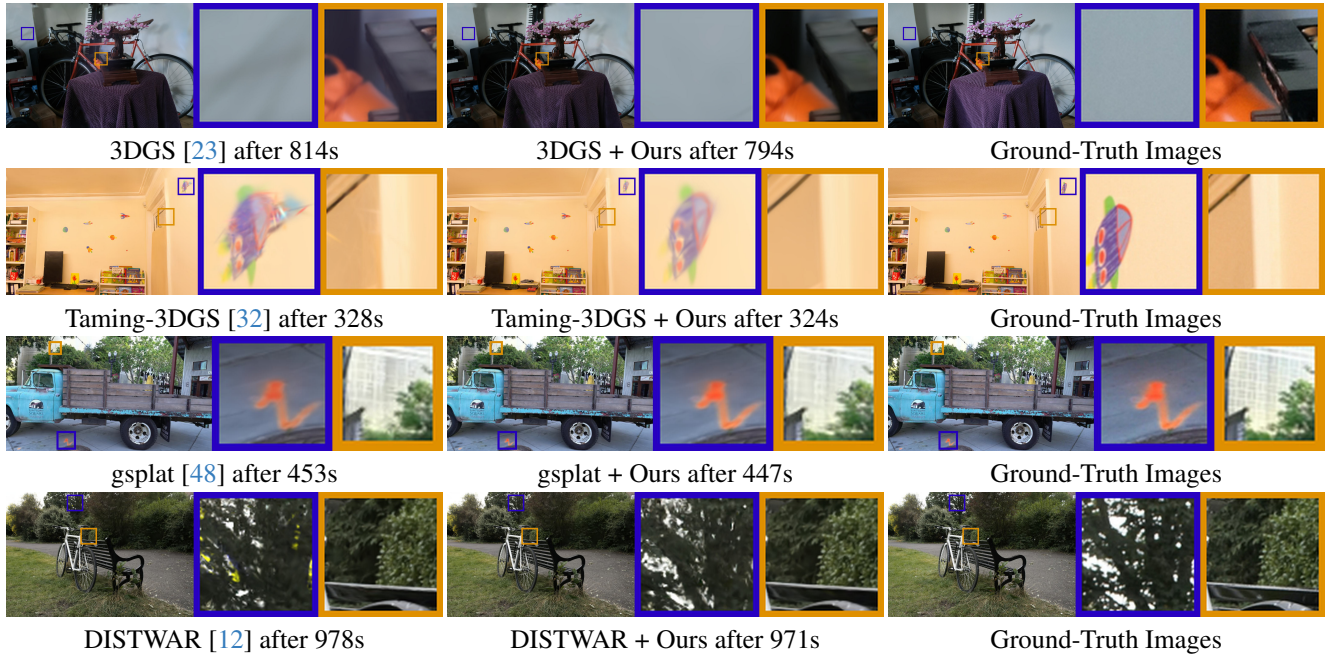 3DGS [23] after 814s
3DGS + Ours after 794s
Ground-Truth Images
Taming-3DGS [32] after 328s
Taming-3DGS + Ours after 324s
Ground-Truth Images
gsplat [48] after 453s
gsplat + Ours after 447s
Ground-Truth Images
DISTWAR [12] after 978s
DISTWAR + Ours after 971s
Ground-Truth Images